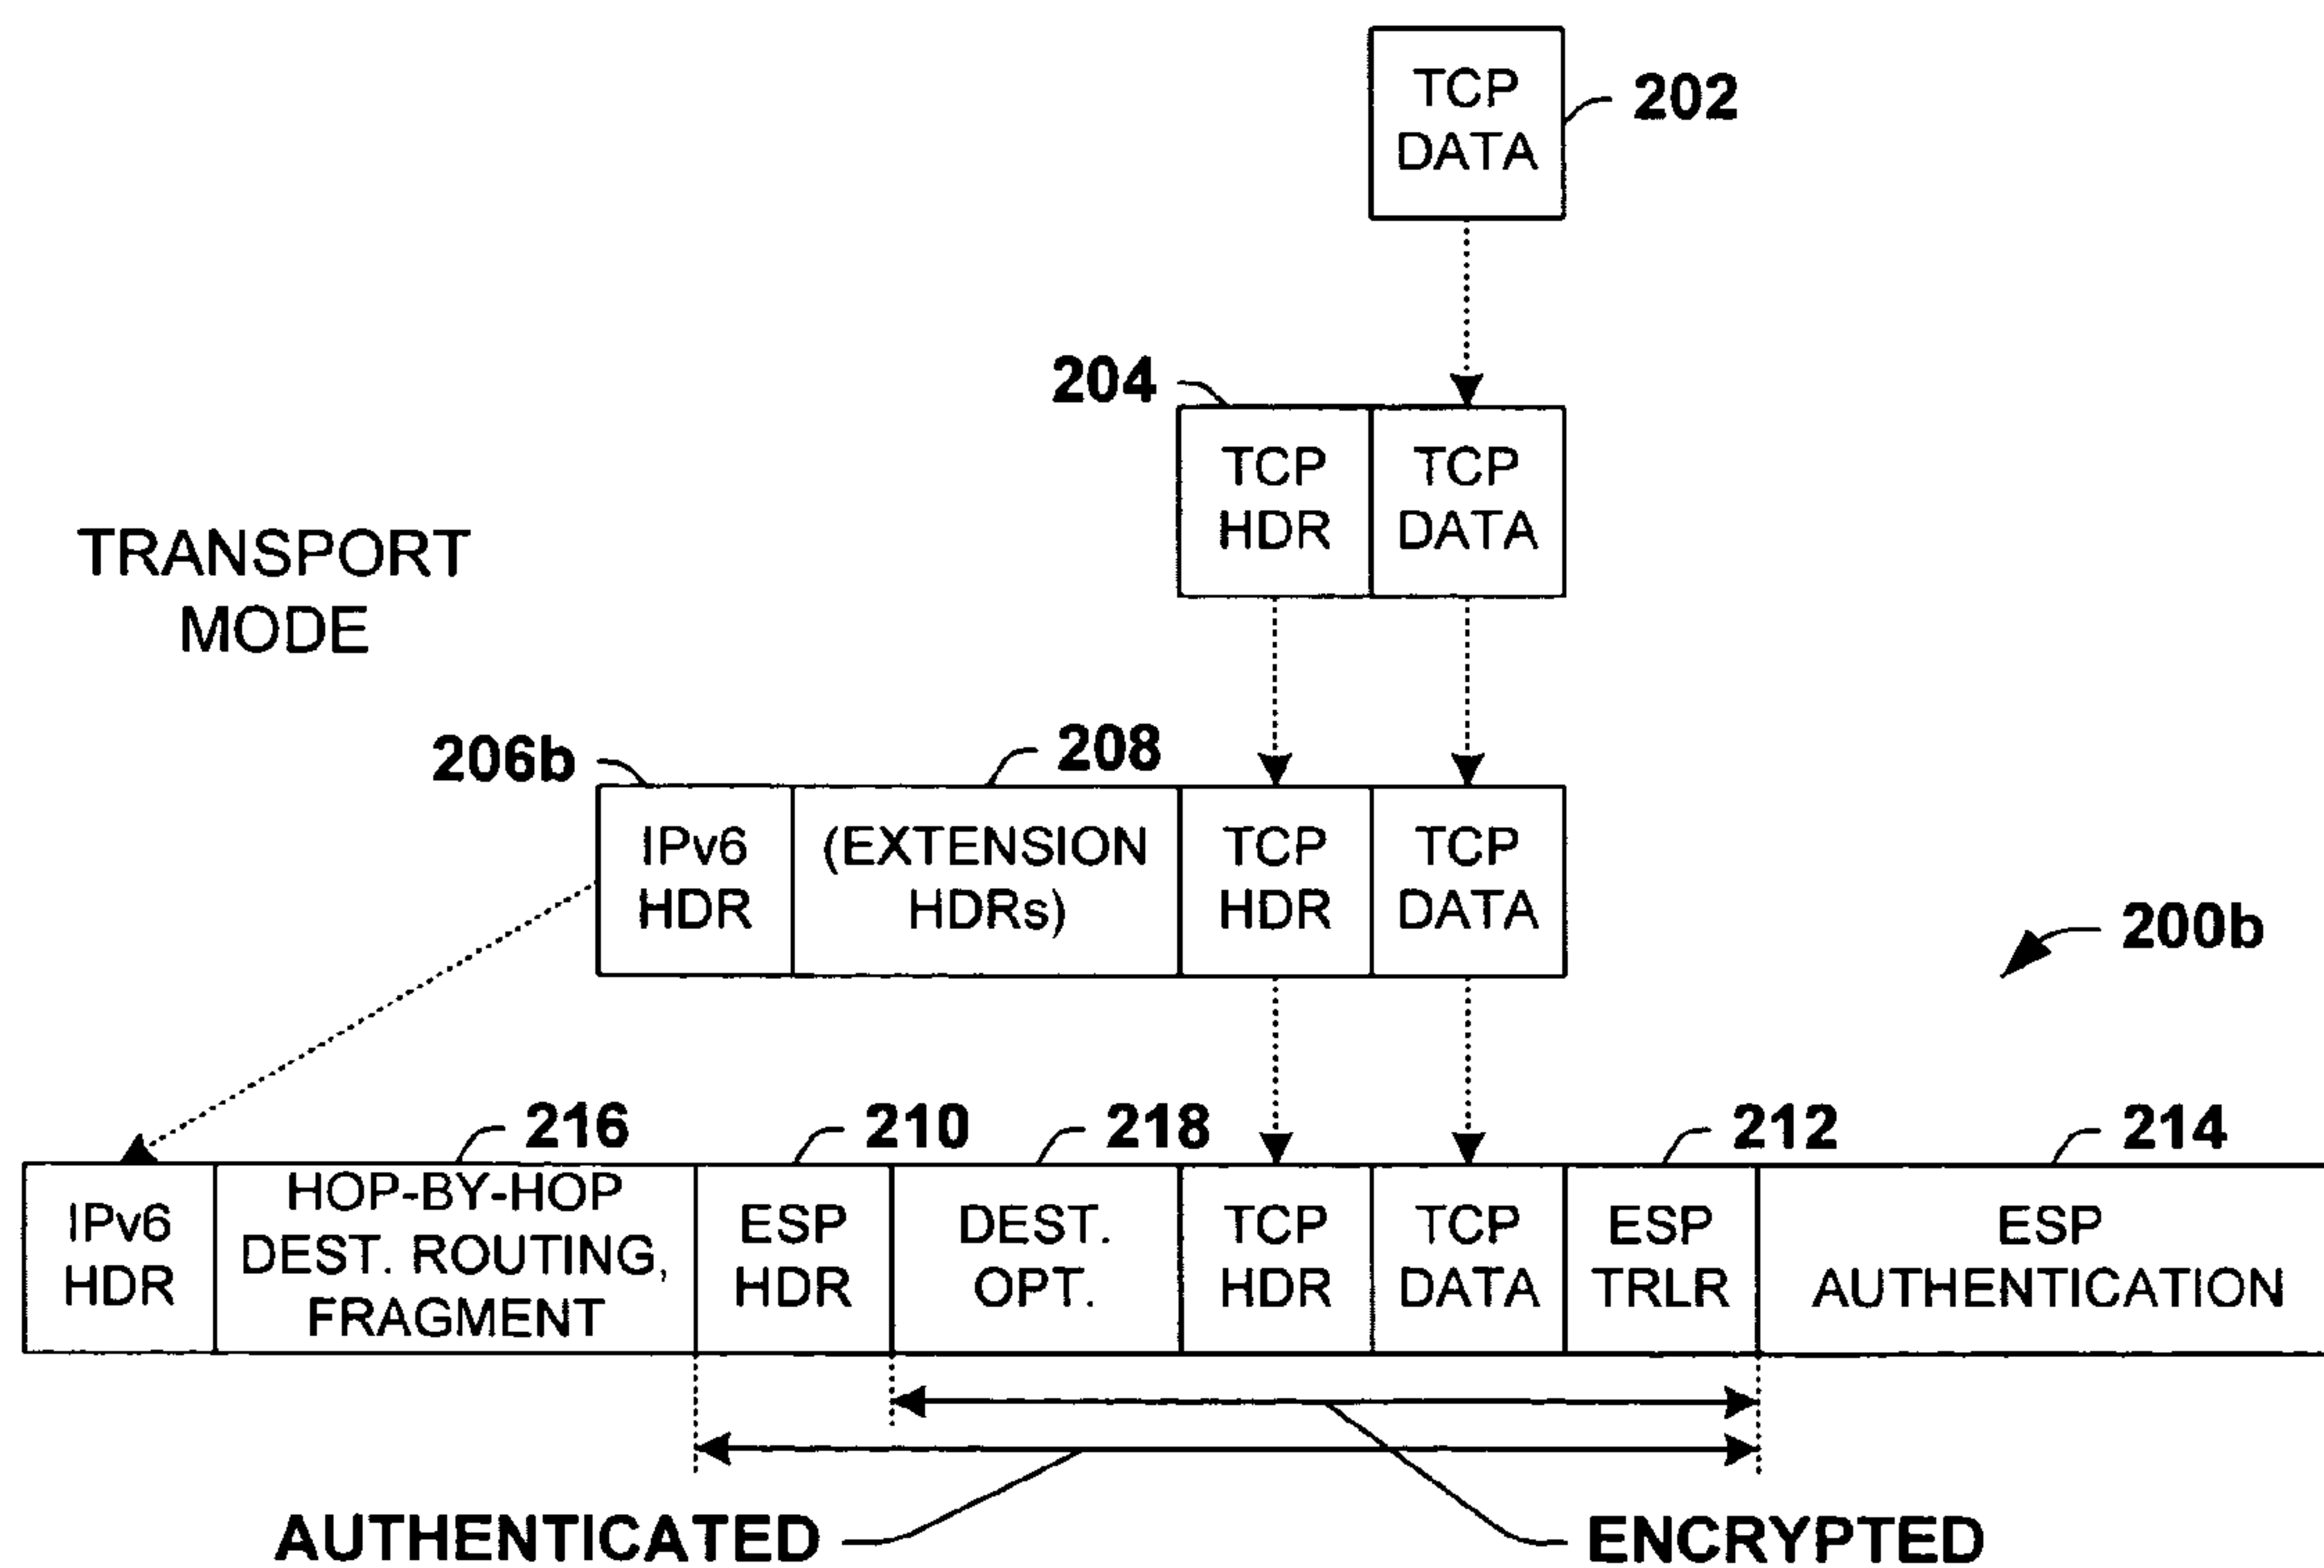 TCP
DATA
202
204
TCP
HDR
TCP
DATA
TRANSPORT
MODE
206b
208
IPv6
HDR
(EXTENSION
HDRs)
TCP
HDR
TCP
DATA
200b
216
210
218
212
214
IPv6
HDR
HOP-BY-HOP
DEST. ROUTING,
FRAGMENT
ESP
HDR
DEST.
OPT.
TCP
HDR
TCP
DATA
ESP
TRLR
ESP
AUTHENTICATION
AUTHENTICATED
ENCRYPTED